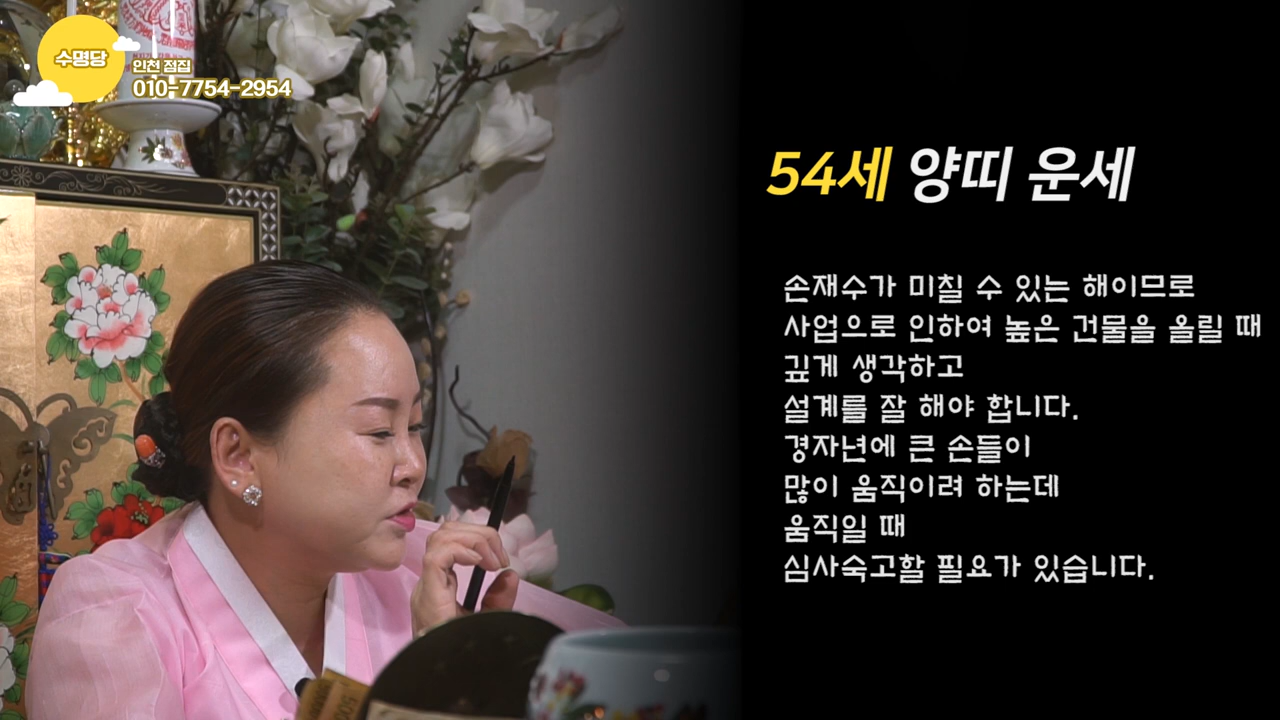 수명당
인천 점집
010-7754-2954
54세 양띠 운세
손재수가 미칠 수 있는 해이므로
사업으로 인하여 높은 건물을 올릴 때
깊게 생각하고
설계를 잘 해야 합니다.
경자년에 큰 손들이
많이 움직이려 하는데
움직일 때
심사숙고할 필요가 있습니다.